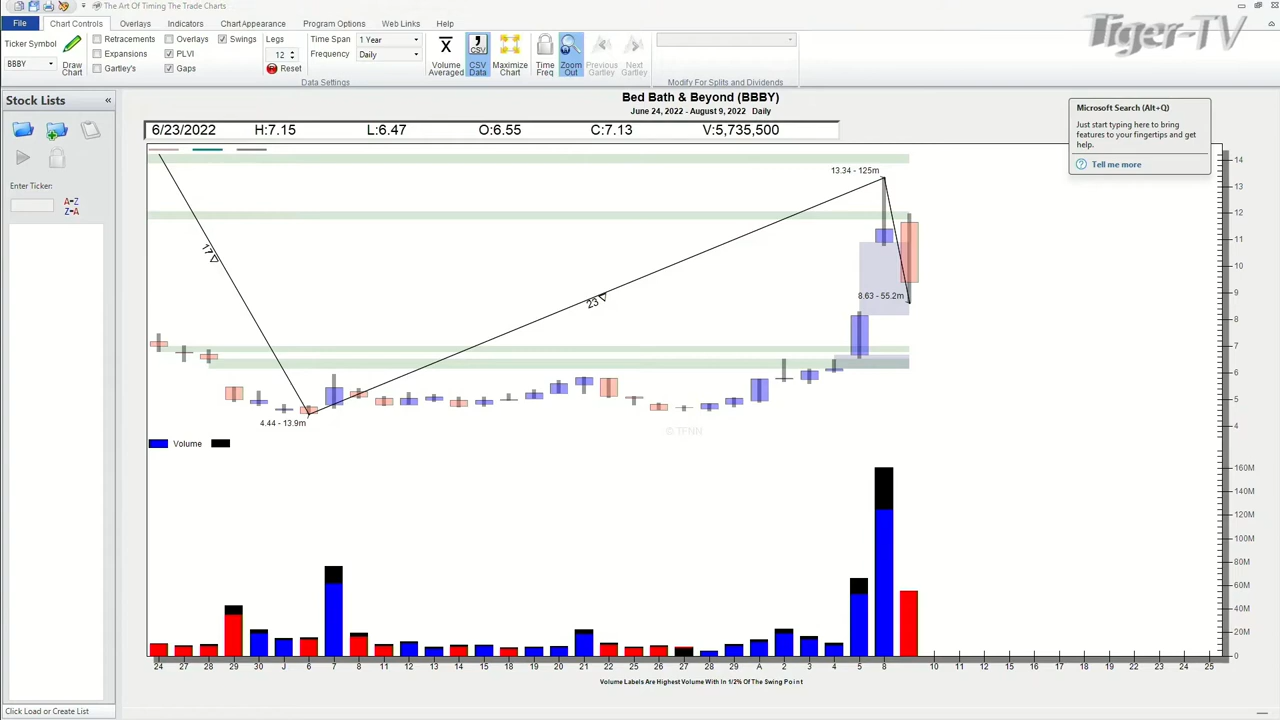 The Art Of Timing The Trade Charts
Tiger-TV
File
Chart Controls
Overlays
Indicators
Chart Appearance
Program Options
Web Links
Help
Ticker Symbol
BBBY
Draw Chart
Retracements
Expansions
Gartley's
Overlays
PLVI
Gaps
Swings
Legs
12
Reset
Time Span
1 Year
Frequency
Daily
Data Settings
Volume Averaged
CSV
CSV Data
Maximize Chart
Time Freq
Zoom Out
Previous Gartley
Next Gartley
Modify For Splits and Dividends
Stock Lists
«
Enter Ticker:
A-Z
Z-A
Click Load or Create List
Bed Bath & Beyond (BBBY)
June 24, 2022 - August 9, 2022 Daily
6/23/2022 H:7.15 L:6.47 O:6.55 C:7.13 V:5,735,500
Microsoft Search (Alt+Q)
Just start typing here to bring
features to your fingertips and get
help.
Tell me more
13.34 - 125m
17
23
8.63 - 55.2m
4.44 - 13.9m
© TFNN
Volume
14
13
12
11
10
9
8
7
6
5
4
160M
140M
120M
100M
80M
60M
40M
20M
0
24 27 28 29 30 J 6 7 8 11 12 13 14 15 18 19 20 21 22 25 26 27 28 29 A 2 3 4 5 8 10 11 12 15 16 17 18 19 22 23 24 25
Volume Labels Are Highest Volume With In 1/2% Of The Swing Point